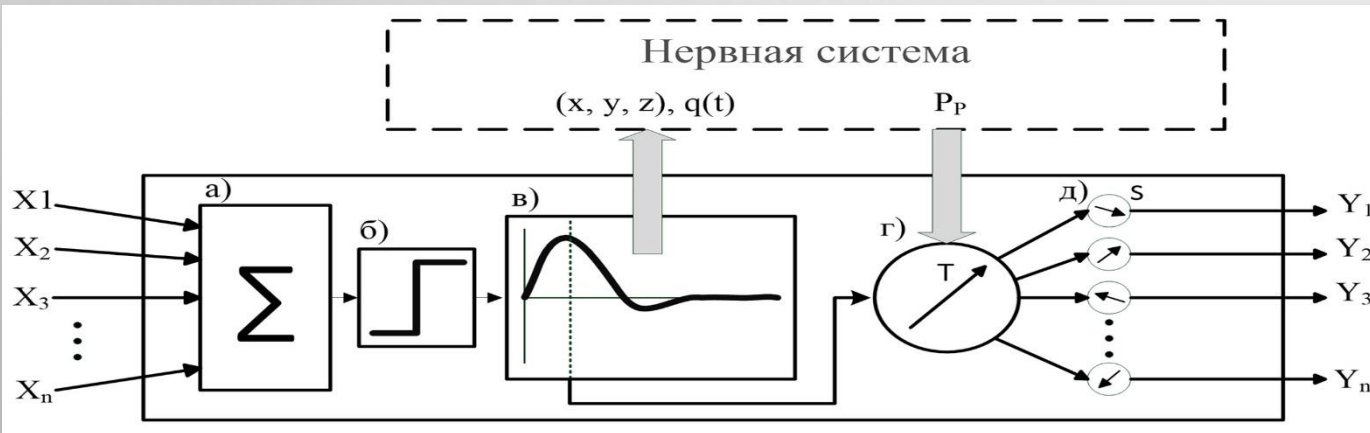 Нервная система
(x, y, z), q(t)
P_P
а)
б)
в)
г)
д)
s
X1
X₂
X₃
Xₙ
Σ
T
Y₁
Y₂
Y₃
Yₙ